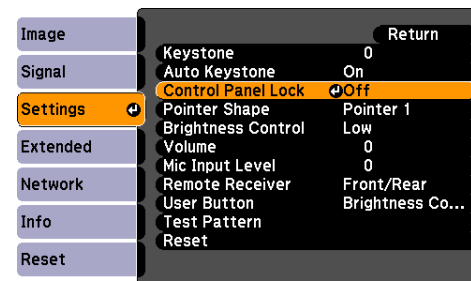 Image
Signal
Settings
Extended
Network
Info
Reset
Return
Keystone 0
Auto Keystone On
Control Panel Lock Off
Pointer Shape Pointer 1
Brightness Control Low
Volume 0
Mic Input Level 0
Remote Receiver Front/Rear
User Button Brightness Co...
Test Pattern
Reset